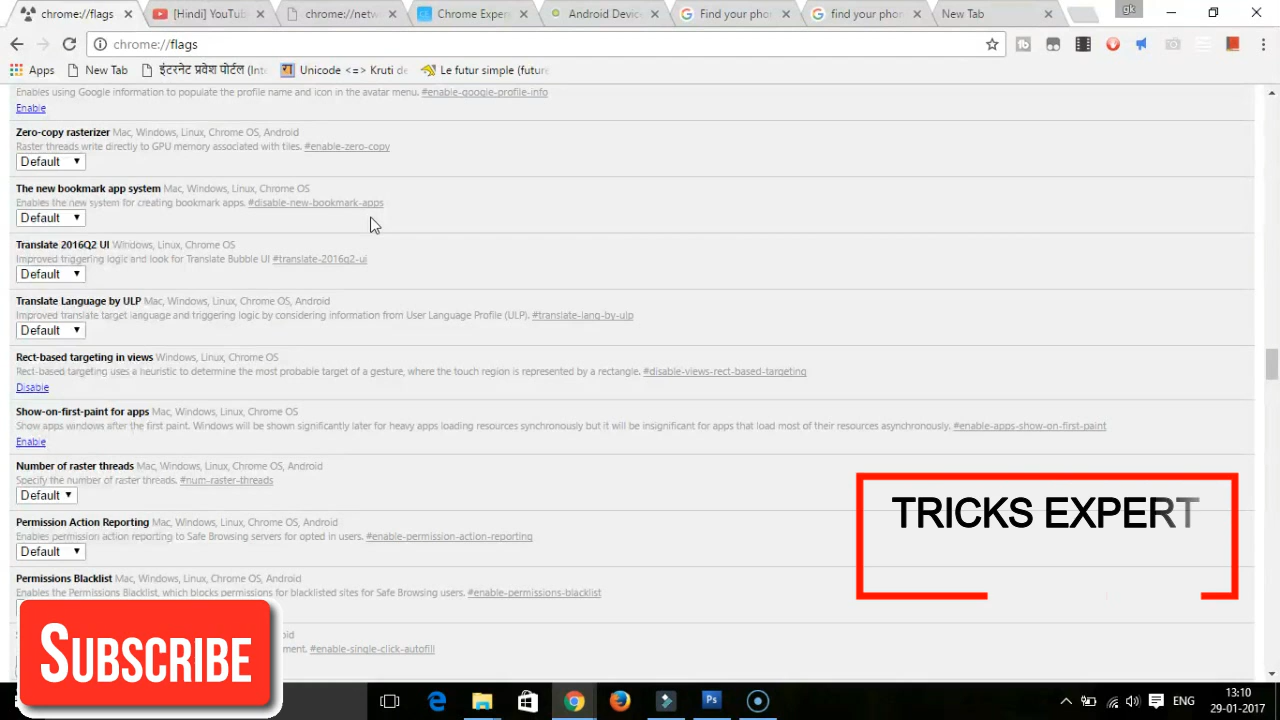 chrome://flags
[Hindi] YouTu
chrome://netw
Chrome Exper
Android Devic
Find your phon
find your phon
New Tab
gk
chrome://flags
Apps
New Tab
इंटरनेट प्रवेश पोर्टल (Int
Unicode <=> Kruti de
Le futur simple (futur
Enables using Google information to populate the profile name and icon in the avatar menu. #enable-google-profile-info
Enable
Zero-copy rasterizer Mac, Windows, Linux, Chrome OS, Android
Raster threads write directly to GPU memory associated with tiles. #enable-zero-copy
Default
The new bookmark app system Mac, Windows, Linux, Chrome OS
Enables the new system for creating bookmark apps. #disable-new-bookmark-apps
Default
Translate 2016Q2 UI Windows, Linux, Chrome OS
Improved triggering logic and look for Translate Bubble UI #translate-2016q2-ui
Default
Translate Language by ULP Mac, Windows, Linux, Chrome OS, Android
Improved translate target language and triggering logic by considering information from User Language Profile (ULP). #translate-lang-by-ulp
Default
Rect-based targeting in views Windows, Linux, Chrome OS
Rect-based targeting uses a heuristic to determine the most probable target of a gesture, where the touch region is represented by a rectangle. #disable-views-rect-based-targeting
Disable
Show-on-first-paint for apps Mac, Windows, Linux, Chrome OS
Show apps windows after the first paint. Windows will be shown significantly later for heavy apps loading resources synchronously but it will be insignificant for apps that load most of their resources asynchronously. #enable-apps-show-on-first-paint
Enable
Number of raster threads Mac, Windows, Linux, Chrome OS, Android
Specify the number of raster threads. #num-raster-threads
Default
Permission Action Reporting Mac, Windows, Linux, Chrome OS, Android
Enables permission action reporting to Safe Browsing servers for opted in users. #enable-permission-action-reporting
Default
Permissions Blacklist Mac, Windows, Linux, Chrome OS, Android
Enables the Permissions Blacklist, which blocks permissions for blacklisted sites for Safe Browsing users. #enable-permissions-blacklist
#enable-single-click-autofill
TRICKS EXPERT
SUBSCRIBE
ENG
13:10
29-01-2017